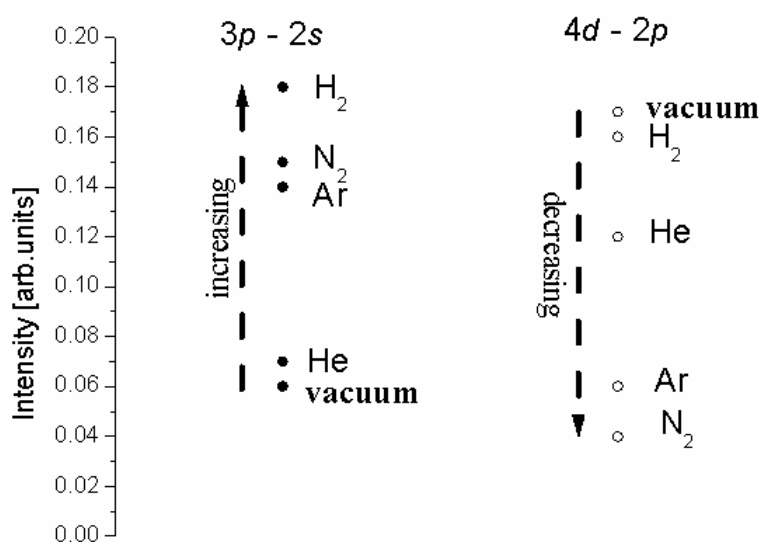 3p - 2s
4d - 2p
Intensity [arb.units]
0.20
0.18
0.16
0.14
0.12
0.10
0.08
0.06
0.04
0.02
0.00
increasing
H2
N2
Ar
He
vacuum
decreasing
vacuum
H2
He
Ar
N2